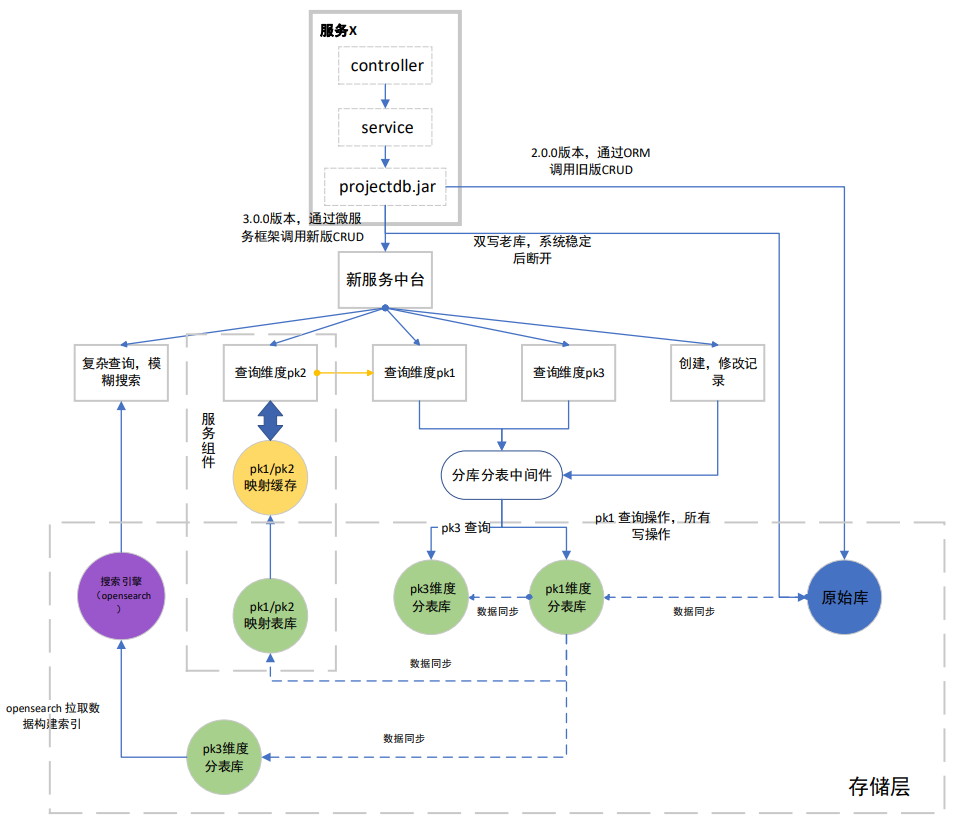 服务X
controller
service
projectdb.jar
2.0.0版本，通过ORM
调用旧版CRUD
3.0.0版本，通过微服
务框架调用新版CRUD
双写老库，系统稳定
后断开
新服务中台
复杂查询，模
糊搜索
查询维度pk2
查询维度pk1
查询维度pk3
创建，修改记
录
服
务
组
件
pk1/pk2
映射缓存
分库分表中间件
pk3 查询
pk1 查询操作，所有
写操作
搜索引擎
（opensearch
）
pk1/pk2
映射表库
pk3维度
分表库
数据同步
pk1维度
分表库
数据同步
原始库
数据同步
opensearch 拉取数
据构建索引
pk3维度
分表库
数据同步
存储层